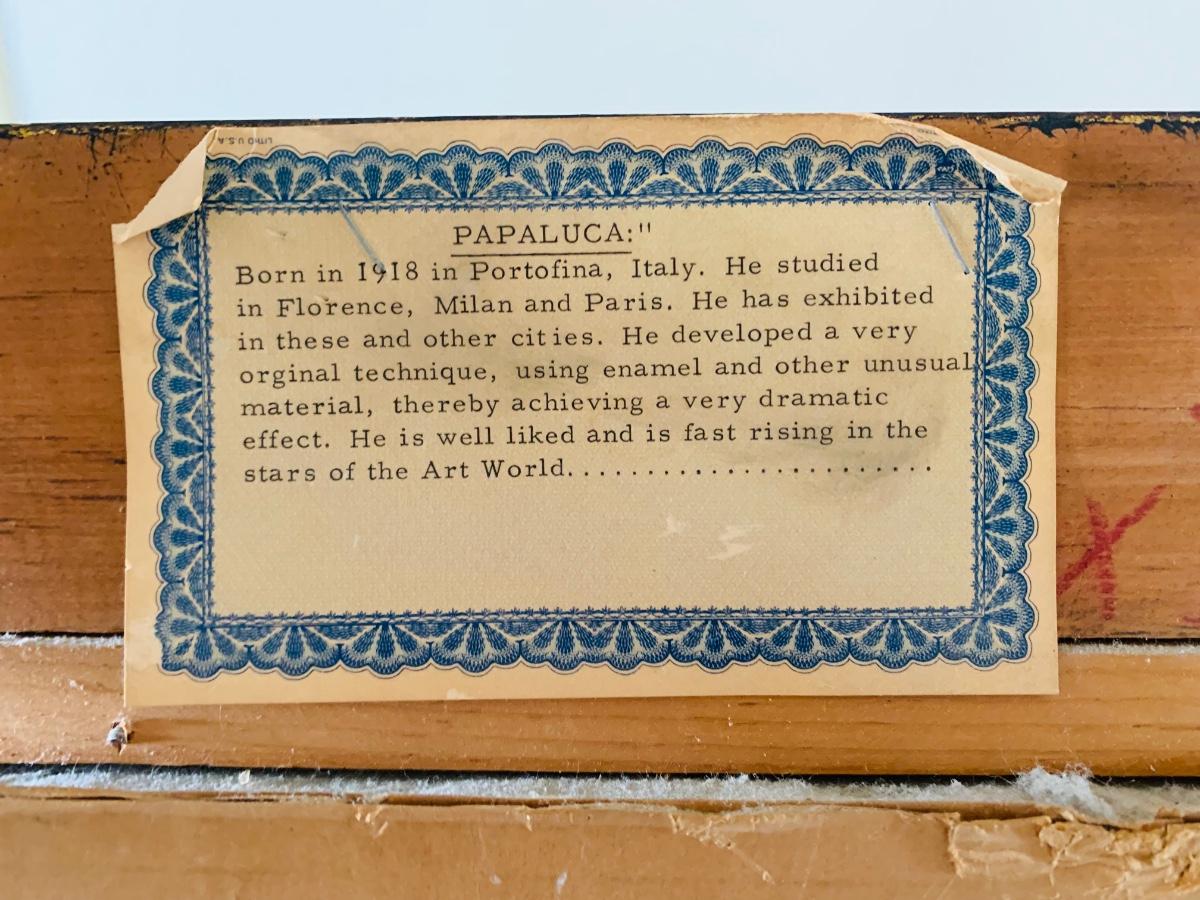 LITHO U.S.A.
PAPALUCA:"
Born in 1918 in Portofina, Italy. He studied
in Florence, Milan and Paris. He has exhibited
in these and other cities. He developed a very
orginal technique, using enamel and other unusual
material, thereby achieving a very dramatic
effect. He is well liked and is fast rising in the
stars of the Art World.......................
X